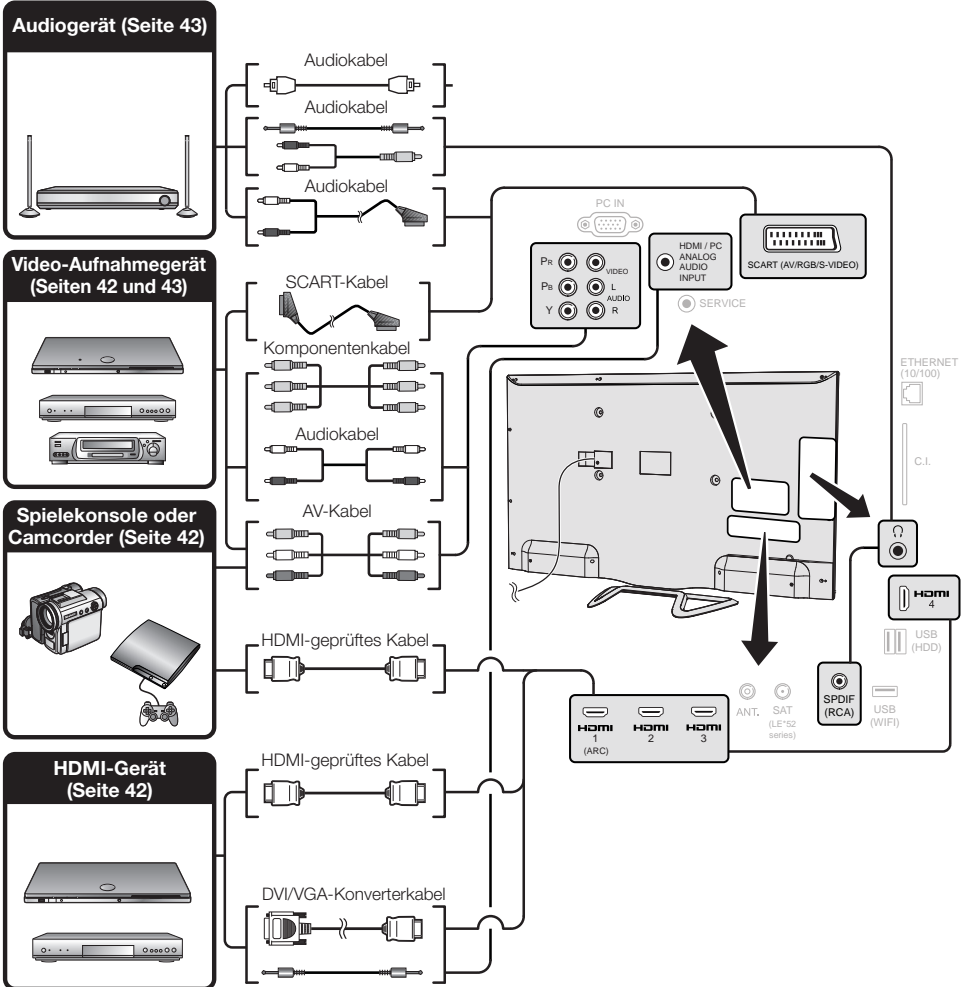 Audiogerät (Seite 43)
Audiokabel
Audiokabel
Audiokabel
Video-Aufnahmegerät
(Seiten 42 und 43)
SCART-Kabel
Komponentenkabel
Audiokabel
AV-Kabel
Spielekonsole oder
Camcorder (Seite 42)
HDMI-geprüftes Kabel
HDMI-Gerät
(Seite 42)
HDMI-geprüftes Kabel
DVI/VGA-Konverterkabel
PC IN
PR
VIDEO
PB
L
AUDIO
Y
R
HDMI / PC
ANALOG
AUDIO
INPUT
SERVICE
SCART (AV/RGB/S-VIDEO)
ETHERNET
(10/100)
C.I.
HDMI
4
USB
(HDD)
ANT.
SAT
(LE*52
series)
SPDIF
(RCA)
USB
(WIFI)
HDMI
1
(ARC)
HDMI
2
HDMI
3